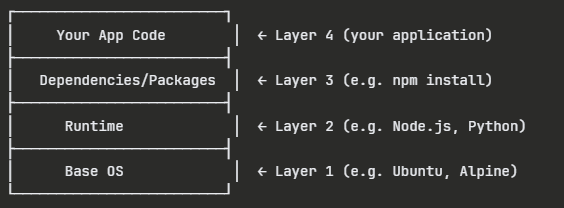 Your App Code ← Layer 4 (your application)
Dependencies/Packages ← Layer 3 (e.g. npm install)
Runtime ← Layer 2 (e.g. Node.js, Python)
Base OS ← Layer 1 (e.g. Ubuntu, Alpine)